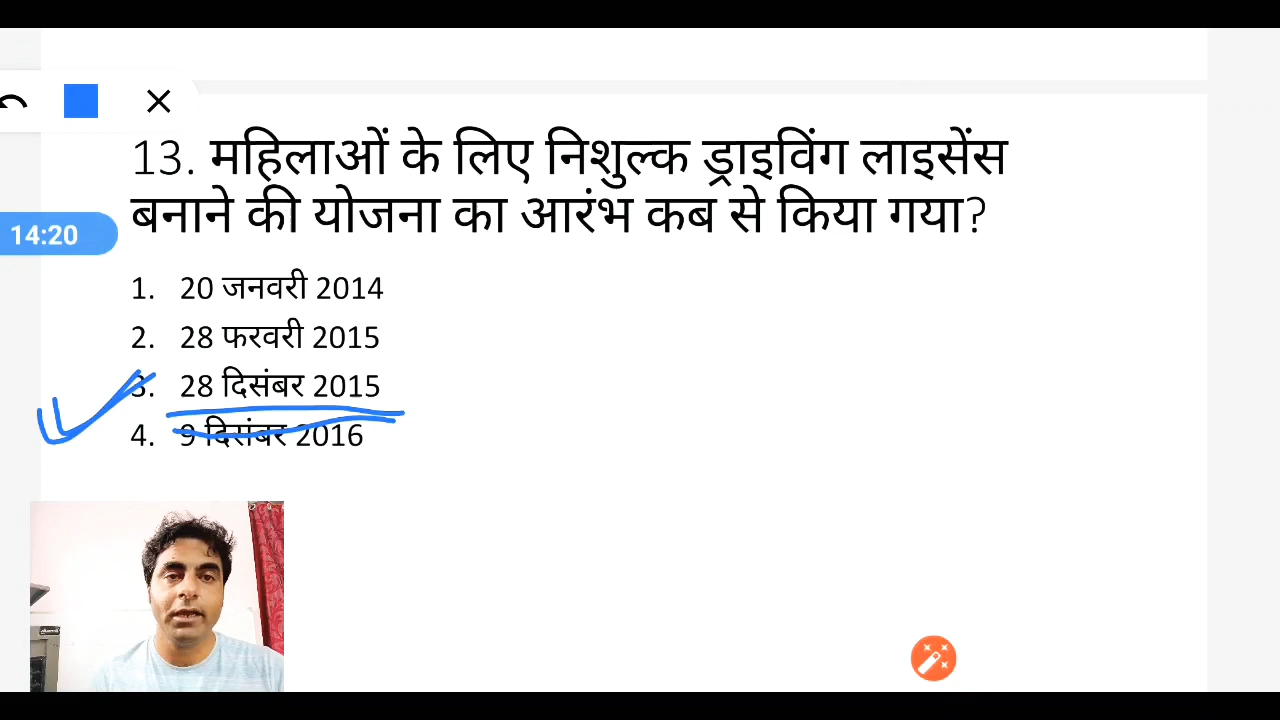 13. महिलाओं के लिए निशुल्क ड्राइविंग लाइसेंस
बनाने की योजना का आरंभ कब से किया गया?
14:20
1. 20 जनवरी 2014
2. 28 फरवरी 2015
3. 28 दिसंबर 2015
4. 9 दिसंबर 2016